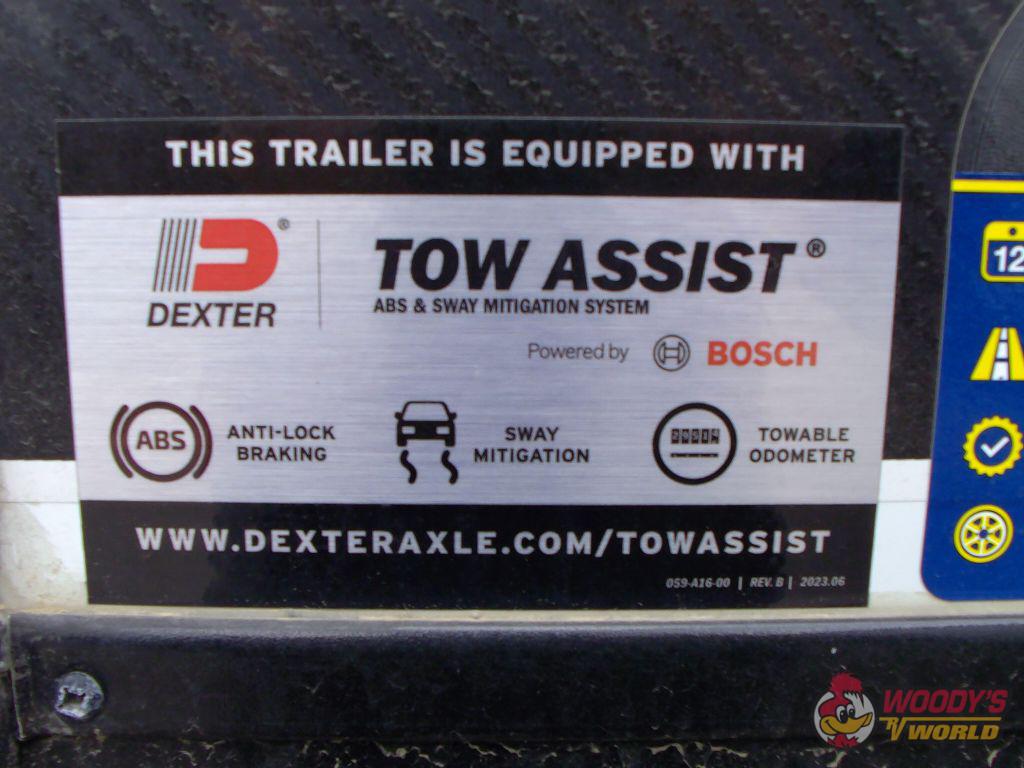 THIS TRAILER IS EQUIPPED WITH
®
DEXTER
TOW ASSIST®
ABS & SWAY MITIGATION SYSTEM
Powered by BOSCH
ABS
ANTI-LOCK
BRAKING
SWAY
MITIGATION
TOWABLE
ODOMETER
WWW.DEXTERAXLE.COM/TOWASSIST
059-A16-00 | REV. B | 2023.06
12
WOODY'S
RV WORLD